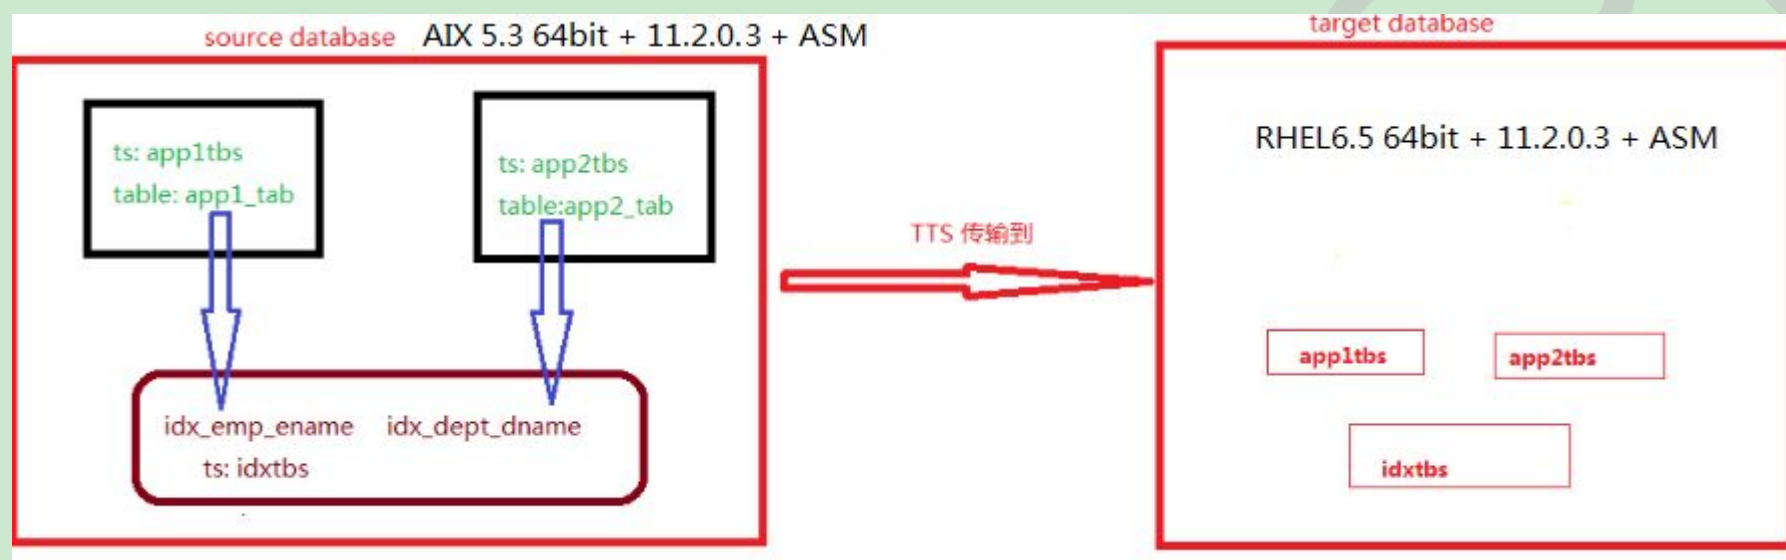 source database AIX 5.3 64bit + 11.2.0.3 + ASM
ts: app1tbs
table: app1_tab
ts: app2tbs
table:app2_tab
idx_emp_ename idx_dept_dname
ts: idxtbs
TTS 传输到
target database
RHEL6.5 64bit + 11.2.0.3 + ASM
app1tbs
app2tbs
idxtbs